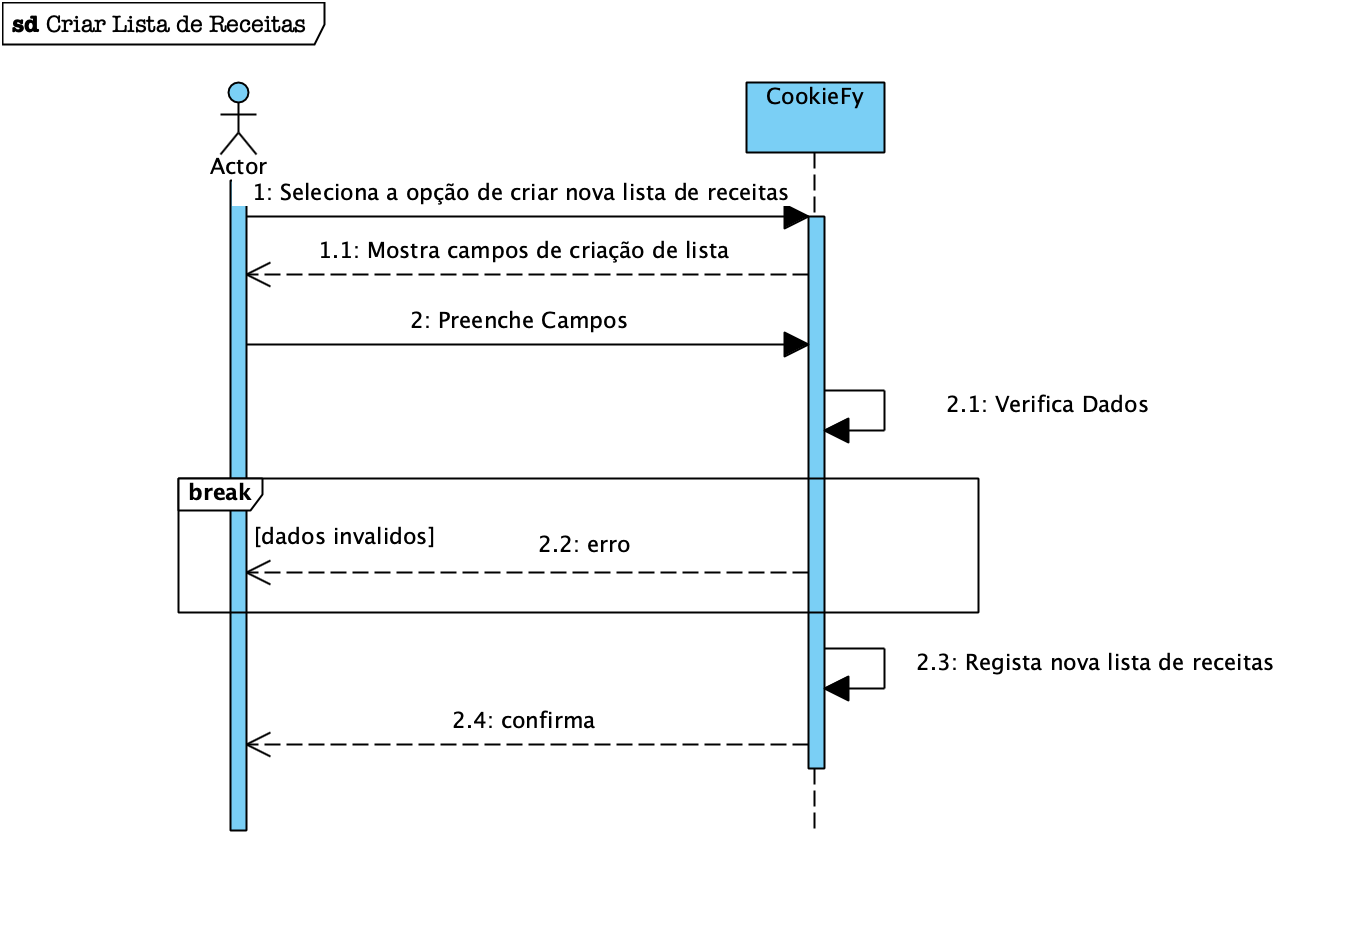 sd Criar Lista de Receitas
Actor
CookieFy
1: Seleciona a opção de criar nova lista de receitas
1.1: Mostra campos de criação de lista
2: Preenche Campos
2.1: Verifica Dados
break
[dados invalidos]
2.2: erro
2.3: Regista nova lista de receitas
2.4: confirma